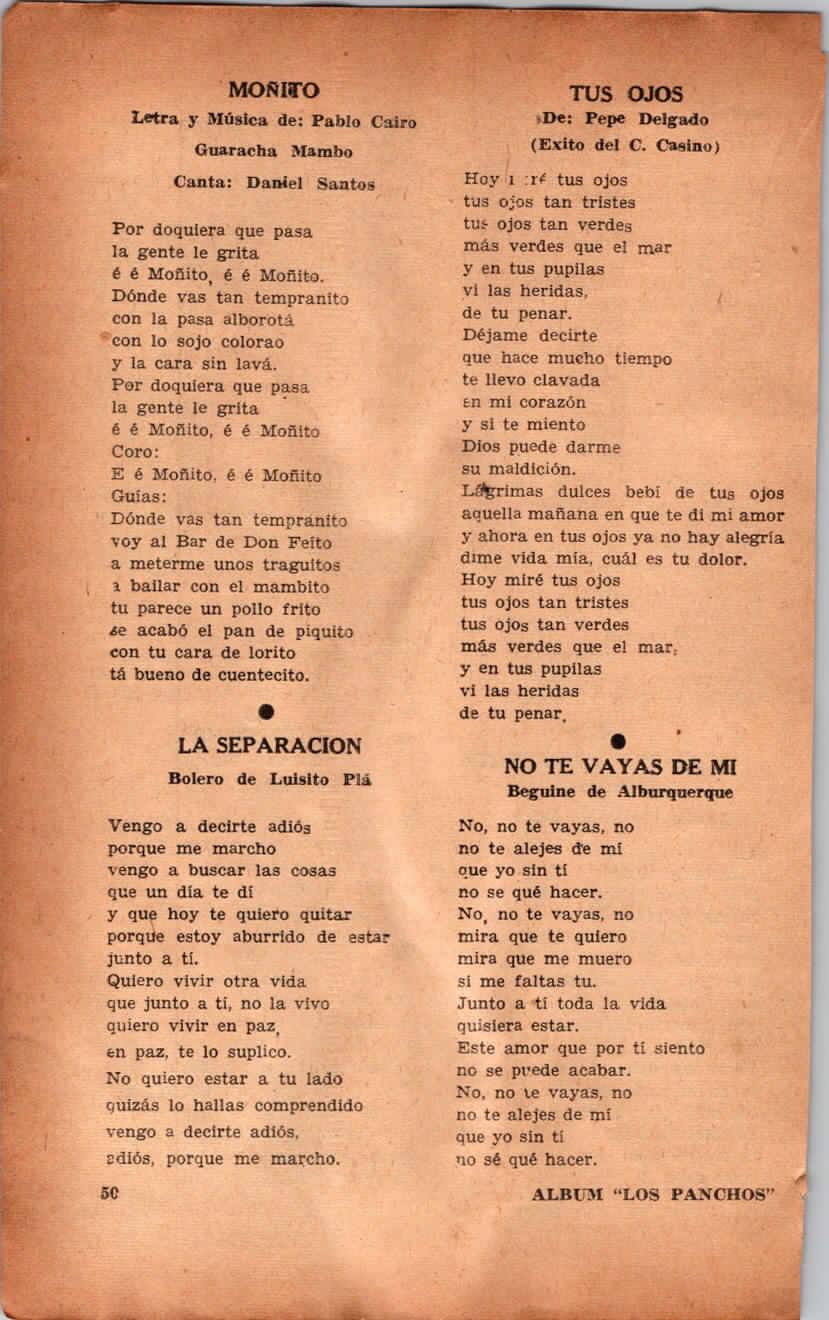 MOÑITO
Letra y Música de: Pablo Cairo
Guaracha Mambo
Canta: Daniel Santos
Por doquiera que pasa
la gente le grita
é é Moñito, é é Moñito.
Dónde vas tan tempranito
con la pasa alborotá
con lo sojo colorao
y la cara sin lavá.
Por doquiera que pasa
la gente le grita
é é Moñito, é é Moñito
Coro:
E é Moñito, é é Moñito
Guías:
Dónde vas tan tempranito
voy al Bar de Don Feíto
a meterme unos traguitos
a bailar con el mambito
tu parece un pollo frito
se acabó el pan de piquito
con tu cara de lorito
tá bueno de cuentecito.
LA SEPARACION
Bolero de Luisito Plá
Vengo a decirte adiós
porque me marcho
vengo a buscar las cosas
que un día te dí
y que hoy te quiero quitar
porque estoy aburrido de estar
junto a tí.
Quiero vivir otra vida
que junto a tí, no la vivo
quiero vivir en paz,
en paz, te lo suplico.
No quiero estar a tu lado
quizás lo hallas comprendido
vengo a decirte adiós,
adiós, porque me marcho.
50
TUS OJOS
De: Pepe Delgado
(Exito del C. Casino)
Hoy tus ojos
tus ojos tan tristes
tus ojos tan verdes
más verdes que el mar
y en tus pupilas
vi las heridas,
de tu penar.
Déjame decirte
que hace mucho tiempo
te llevo clavada
en mi corazón
y si te miento
Dios puede darme
su maldición.
Lágrimas dulces bebí de tus ojos
aquella mañana en que te di mi amor
y ahora en tus ojos ya no hay alegría
dime vida mía, cuál es tu dolor.
Hoy miré tus ojos
tus ojos tan tristes
tus ojos tan verdes
más verdes que el mar,
y en tus pupilas
vi las heridas
de tu penar.
NO TE VAYAS DE MI
Beguine de Alburquerque
No, no te vayas, no
no te alejes de mí
que yo sin tí
no se qué hacer.
No, no te vayas, no
mira que te quiero
mira que me muero
si me faltas tu.
Junto a tí toda la vida
quisiera estar.
Este amor que por tí siento
no se puede acabar.
No, no te vayas, no
no te alejes de mí
que yo sin tí
no sé qué hacer.
ALBUM "LOS PANCHOS"